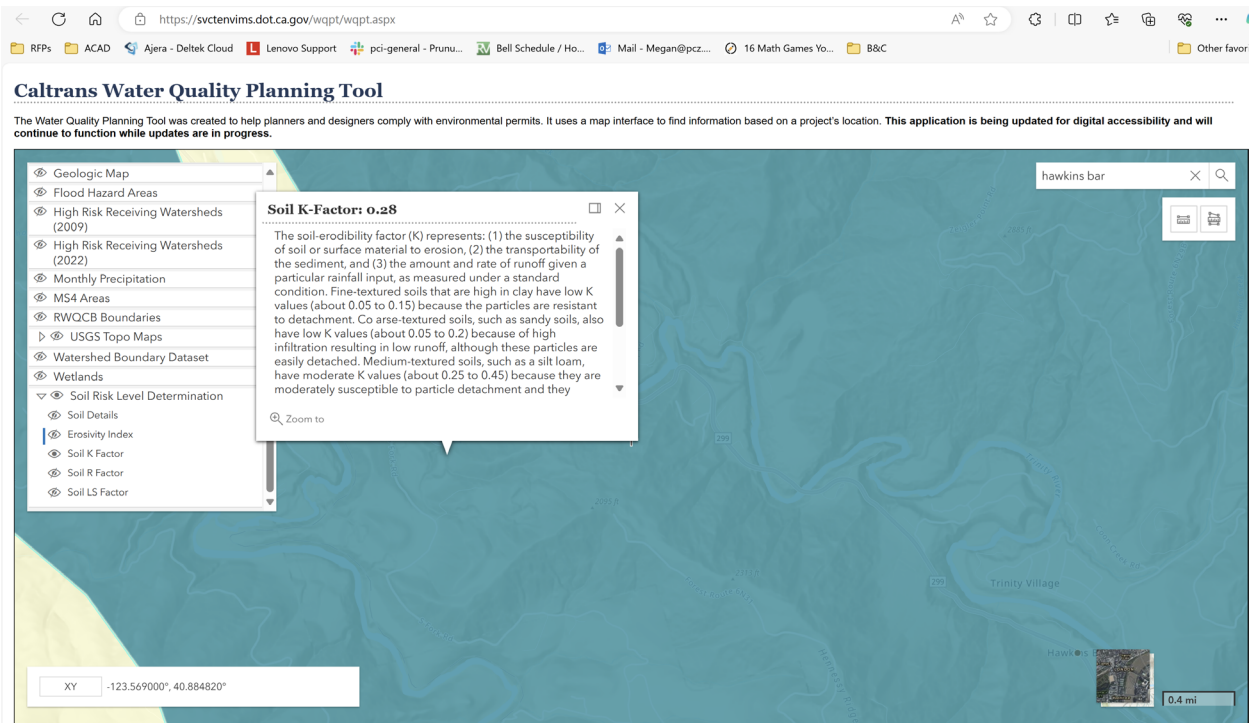 https://svctenvims.dot.ca.gov/wqpt/wqpt.aspx
RFPs ACAD Ajera - Deltek Cloud Lenovo Support pci-general - Prunu... Bell Schedule / Ho... Mail - Megan@pcz.... 16 Math Games Yo... B&C Other favor
Caltrans Water Quality Planning Tool
The Water Quality Planning Tool was created to help planners and designers comply with environmental permits. It uses a map interface to find information based on a project's location. This application is being updated for digital accessibility and will
continue to function while updates are in progress.
Geologic Map
Flood Hazard Areas
High Risk Receiving Watersheds
(2009)
High Risk Receiving Watersheds
(2022)
Monthly Precipitation
MS4 Areas
RWQCB Boundaries
USGS Topo Maps
Watershed Boundary Dataset
Wetlands
Soil Risk Level Determination
Soil Details
Erosivity Index
Soil K Factor
Soil R Factor
Soil LS Factor
Soil K-Factor: 0.28
The soil-erodibility factor (K) represents: (1) the susceptibility
of soil or surface material to erosion, (2) the transportability of
the sediment, and (3) the amount and rate of runoff given a
particular rainfall input, as measured under a standard
condition. Fine-textured soils that are high in clay have low K
values (about 0.05 to 0.15) because the particles are resistant
to detachment. Co arse-textured soils, such as sandy soils, also
have low K values (about 0.05 to 0.2) because of high
infiltration resulting in low runoff, although these particles are
easily detached. Medium-textured soils, such as a silt loam,
have moderate K values (about 0.25 to 0.45) because they are
moderately susceptible to particle detachment and they
Zoom to
hawkins bar
299
299
Trinity Village
XY -123.569000°, 40.884820°
0.4 mi